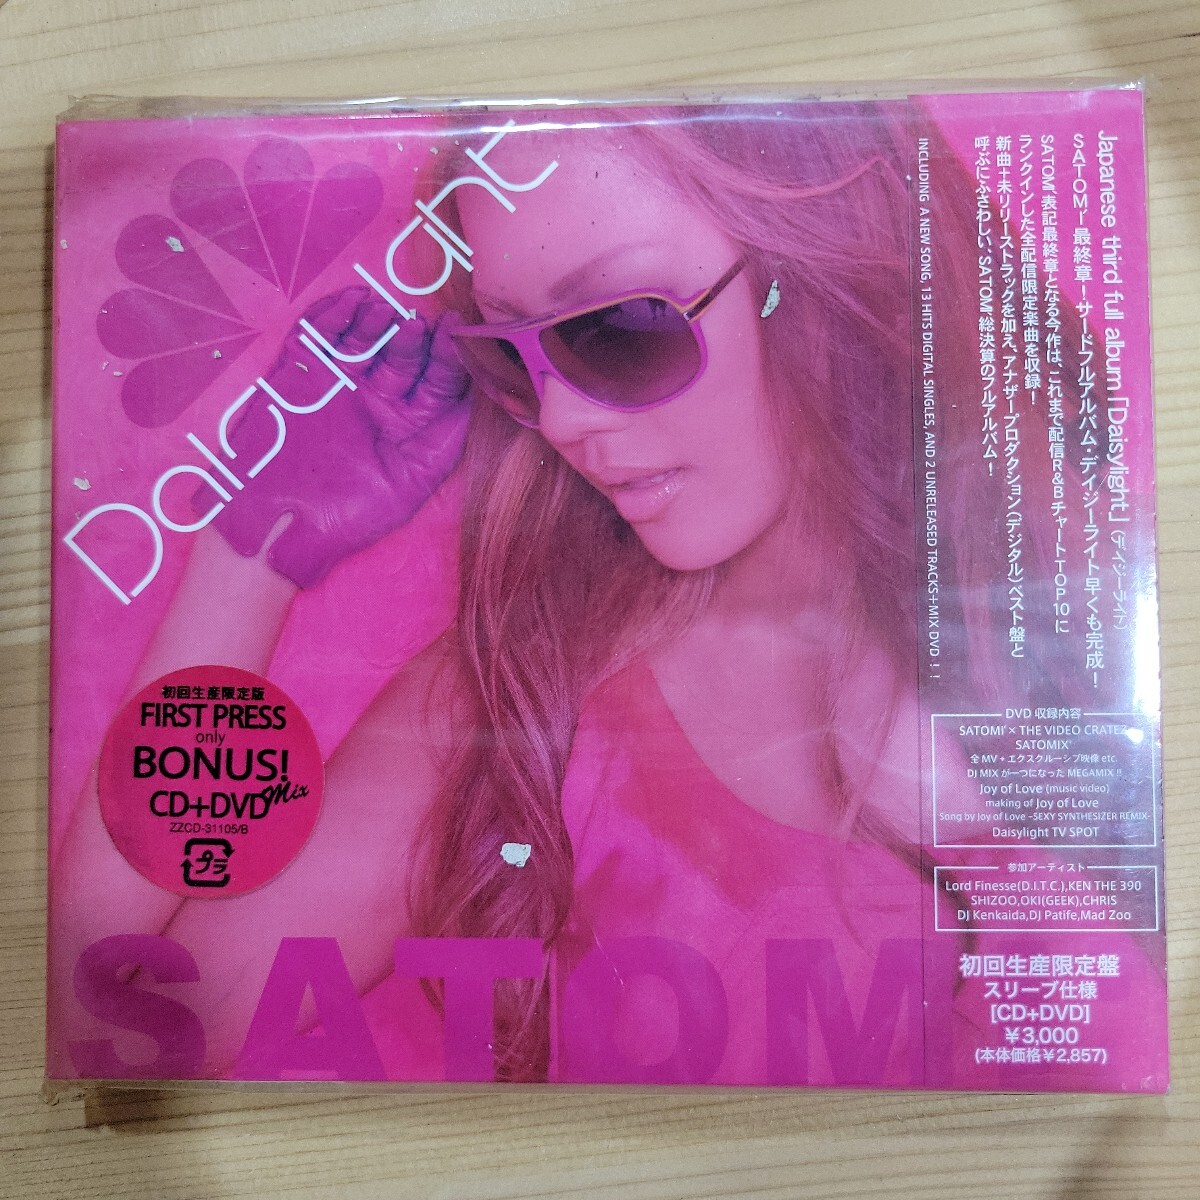 Daisylight
初回生産限定版
FIRST PRESS
only
BONUS!
CD+DVD
Mix
ZZCD-31105/B
プラ
SATOMI'
Japanese third full album「Daisylight」(デイジーライト)
SATOMI' 最終章！サードフルアルバム・デイジーライト早くも完成！
SATOMI'表記最終章となる今作は、これまで配信R&BチャートTOP10に
ランクインした全配信限定楽曲を収録！
新曲＋未リリーストラックを加え、アナザープロダクション(デジタル)ベスト盤と
呼ぶにふさわしい、SATOMI'総決算のフルアルバム！
INCLUDING A NEW SONG, 13 HITS DIGITAL SINGLES, AND 2 UNRELEASED TRACKS+MIX DVD !!
DVD 収録内容
SATOMI' × THE VIDEO CRATEZ
SATOMIX'
全MV＋エクスクルーシブ映像 etc.
DJ MIXが一つになった MEGAMIX !!
Joy of Love (music video)
making of Joy of Love
Song by Joy of Love ~SEXY SYNTHESIZER REMIX~
Daisylight TV SPOT
参加アーティスト
Lord Finesse(D.I.T.C.),KEN THE 390
SHIZOO,OKI(GEEK),CHRIS
DJ Kenkaida,DJ Patife,Mad Zoo
初回生産限定盤
スリーブ仕様
[CD+DVD]
￥3,000
(本体価格￥2,857)